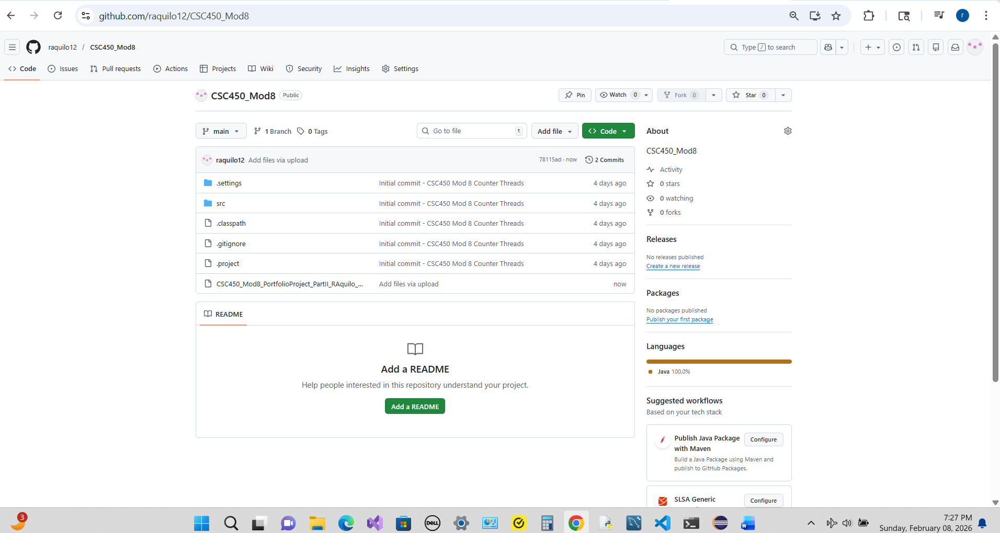 github.com/raquilo12/CSC450_Mod8
r
raquilo12 / CSC450_Mod8
Type / to search
Code Issues Pull requests Actions Projects Wiki Security Insights Settings
CSC450_Mod8 Public
Pin Watch 0 Fork 0 Star 0
main 1 Branch 0 Tags Go to file t Add file Code
raquilo12 Add files via upload 78115ad · now 2 Commits
.settings Initial commit - CSC450 Mod 8 Counter Threads 4 days ago
src Initial commit - CSC450 Mod 8 Counter Threads 4 days ago
.classpath Initial commit - CSC450 Mod 8 Counter Threads 4 days ago
.gitignore Initial commit - CSC450 Mod 8 Counter Threads 4 days ago
.project Initial commit - CSC450 Mod 8 Counter Threads 4 days ago
CSC450_Mod8_PortfolioProject_PartII_RAquilo_... Add files via upload now
README
Add a README
Help people interested in this repository understand your project.
Add a README
About
CSC450_Mod8
Activity
0 stars
0 watching
0 forks
Releases
No releases published
Create a new release
Packages
No packages published
Publish your first package
Languages
Java 100.0%
Suggested workflows
Based on your tech stack
Publish Java Package
with Maven
Configure
Build a Java Package using Maven and
publish to GitHub Packages.
SLSA Generic
Configure
3
DELL
W
7:27 PM
Sunday, February 08, 2026